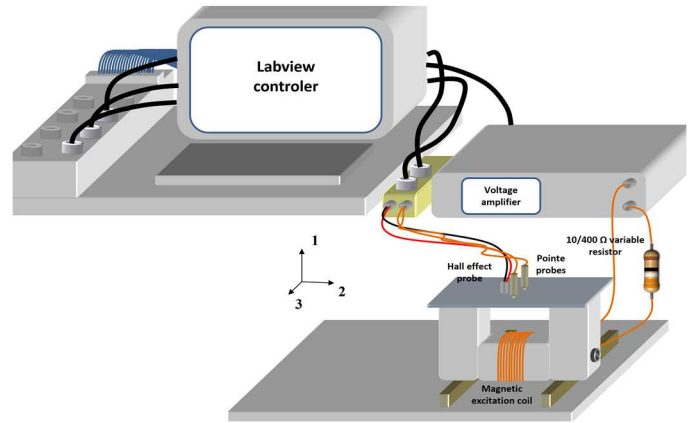 Labview
controler
Voltage
amplifier
10/400 Ω variable
resistor
Hall effect
probe
Pointe
probes
1
2
3
Magnetic
excitation coil